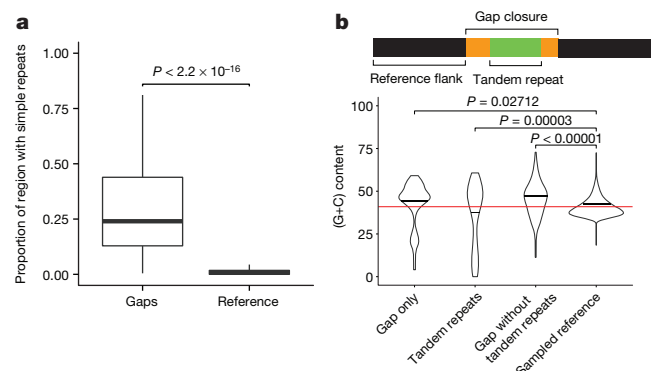 a
Proportion of region with simple repeats
1.00
0.75
0.50
0.25
0.00
P < 2.2 × 10⁻¹⁶
Gaps
Reference
b
Gap closure
Reference flank
Tandem repeat
(G+C) content
100
75
50
25
0
P = 0.02712
P = 0.00003
P < 0.00001
Gap only
Tandem repeats
Gap without
tandem repeats
Sampled reference